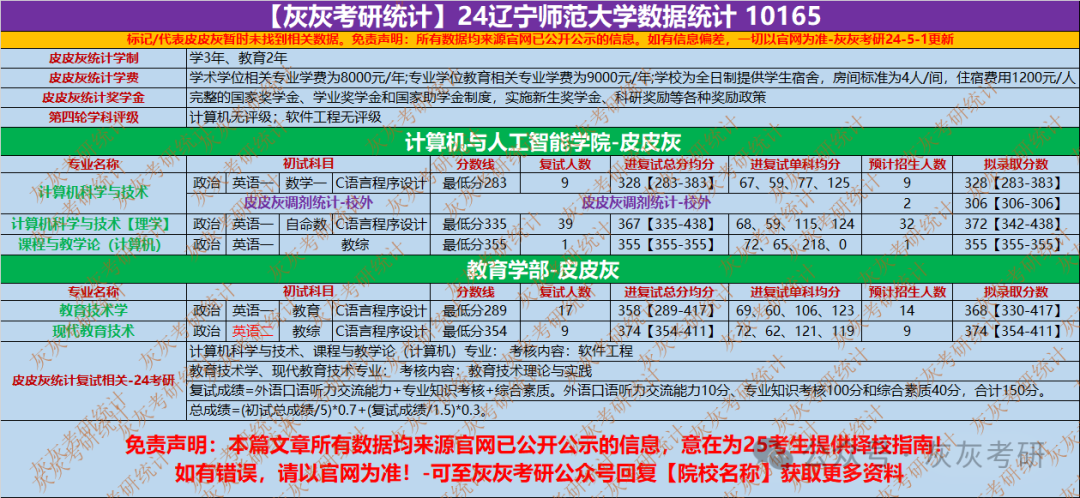 【灰灰考研统计】24辽宁师范大学数据统计 10165
标记/代表皮皮灰暂时未找到相关数据。免责声明：所有数据均来源官网已公开公示的信息。如有信息偏差，一切以官网为准-灰灰考研24-5-1更新
皮皮灰统计学制 学3年、教育2年
皮皮灰统计学费 学术学位相关专业学费为8000元/年;专业学位教育相关专业学费为9000元/年;学校为全日制提供学生宿舍，房间标准为4人/间，住宿费用1200元/人
皮皮灰统计奖学金 完整的国家奖学金、学业奖学金和国家助学金制度，实施新生奖学金、科研奖励等各种奖励政策
第四轮学科评级 计算机无评级；软件工程无评级
计算机与人工智能学院-皮皮灰
专业名称 初试科目 分数线 复试人数 进复试总分均分 进复试单科均分 预计招生人数 拟录取分数
计算机科学与技术 政治 英语一 数学一 C语言程序设计 最低分283 9 328【283-383】 67、59、77、125 9 328【283-383】
皮皮灰调剂统计-校外 皮皮灰调剂统计-校外 2 306【306-306】
计算机科学与技术【理学】 政治 英语一 自命数 C语言程序设计 最低分335 39 367【335-438】 68、59、115、124 32 372【342-438】
课程与教学论（计算机） 政治 英语一 教综 最低分355 1 355【355-355】 72、65、218、0 1 355【355-355】
教育学部-皮皮灰
专业名称 初试科目 分数线 复试人数 进复试总分均分 进复试单科均分 预计招生人数 拟录取分数
教育技术学 政治 英语一 教育 C语言程序设计 最低分289 17 358【289-417】 69、60、106、123 14 368【330-417】
现代教育技术 政治 英语二 教综 C语言程序设计 最低分354 9 374【354-411】 72、62、121、119 9 374【354-411】
皮皮灰统计复试相关-24考研
计算机科学与技术、课程与教学论（计算机）专业： 考核内容：软件工程
教育技术学、现代教育技术专业： 考核内容：教育技术理论与实践
复试成绩=外语口语听力交流能力+专业知识考核+综合素质。外语口语听力交流能力10分、专业知识考核100分和综合素质40分，合计150分。
总成绩=(初试总成绩/5)*0.7+(复试成绩/1.5)*0.3。
免责声明：本篇文章所有数据均来源官网已公开公示的信息，意在为25考生提供择校指南！
如有错误，请以官网为准！-可至灰灰考研公众号回复【院校名称】获取更多资料
公众号·灰灰考研
灰灰考研统计